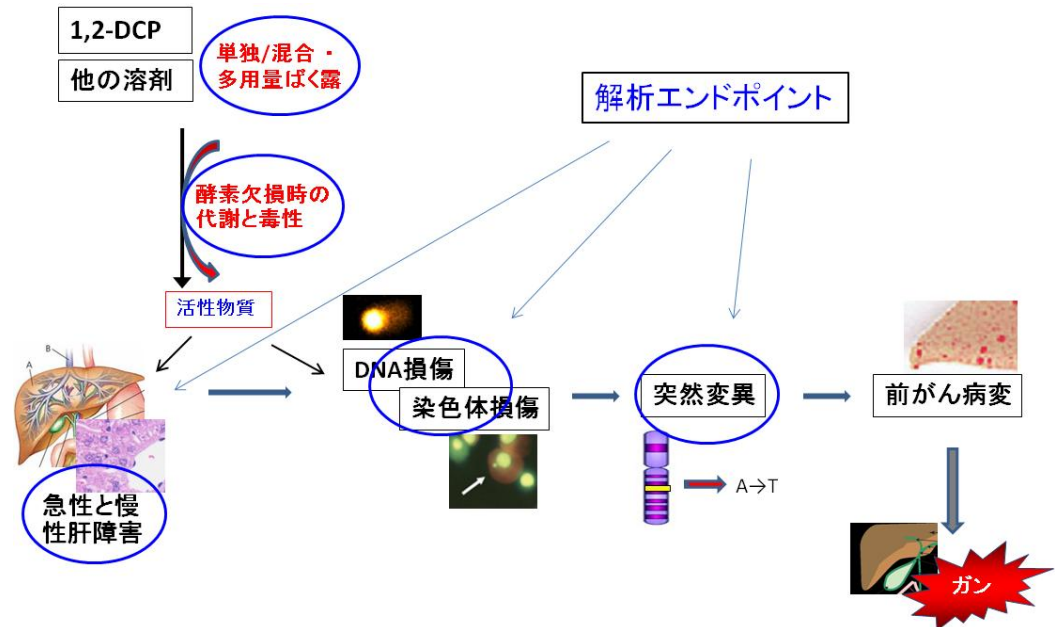 1,2-DCP
他の溶剤
単独/混合・
多用量ばく露
解析エンドポイント
酵素欠損時の
代謝と毒性
活性物質
B
A
DNA損傷
染色体損傷
突然変異
前がん病変
急性と慢
性肝障害
A→T
ガン